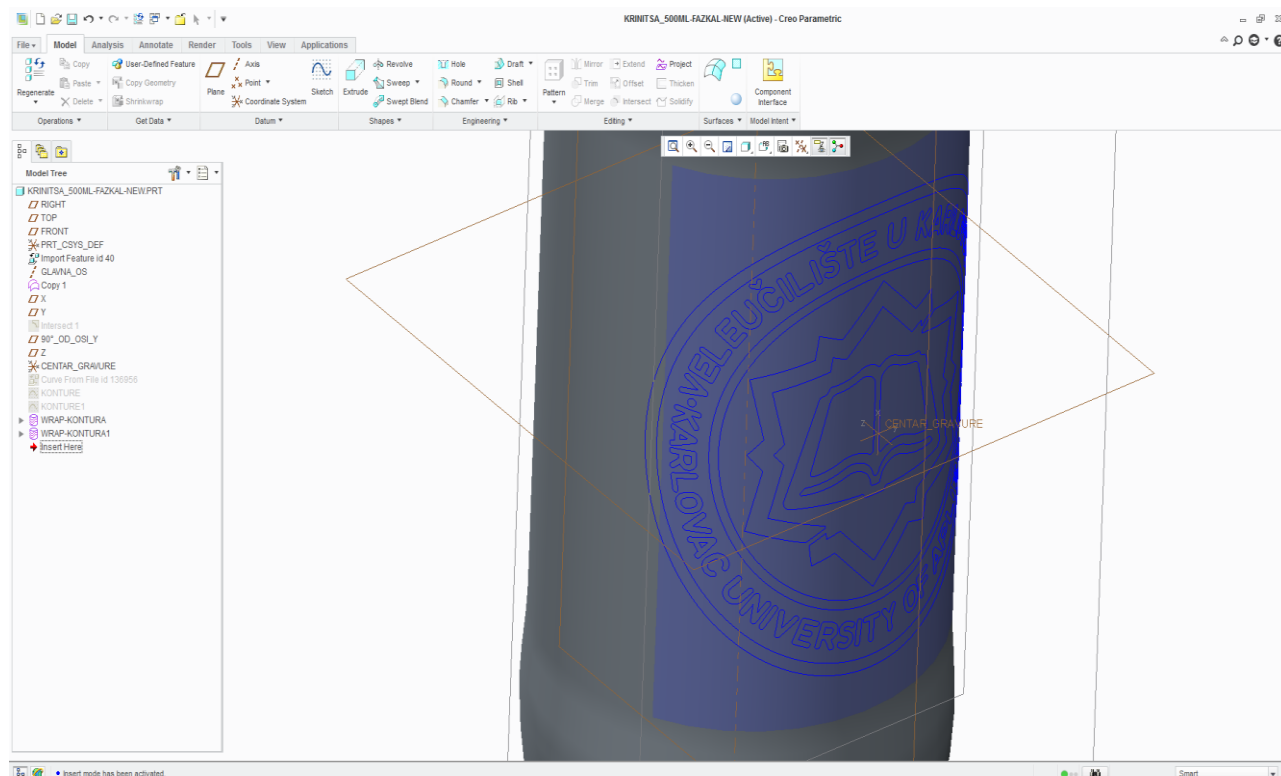 KRINITSA_500ML-FAZKAL-NEW (Active) - Creo Parametric
File Model Analysis Annotate Render Tools View Applications
Regenerate
Copy
Paste
Delete
User-Defined Feature
Copy Geometry
Shrinkwrap
Plane
Axis
Point
Coordinate System
Sketch
Extrude
Revolve
Sweep
Swept Blend
Hole
Round
Chamfer
Draft
Shell
Rib
Pattern
Mirror
Trim
Merge
Extend
Offset
Intersect
Project
Thicken
Solidify
Component
Interface
Operations Get Data Datum Shapes Engineering Editing Surfaces Model Intent
Model Tree
KRINITSA_500ML-FAZKAL-NEW.PRT
RIGHT
TOP
FRONT
PRT_CSYS_DEF
Import Feature id 40
GLAVNA_OS
Copy 1
X
Y
Intersect 1
90°_OD_OSI_Y
Z
CENTAR_GRAVURE
Curve From File id 136956
KONTURE
KONTURE1
WRAP-KONTURA
WRAP-KONTURA1
Insert Here
VELEUČILIŠTE U
KARLOVAC UNIVERSITY OF
X
Z
Y
CENTAR_GRAVURE
Insert mode has been activated.
Smart